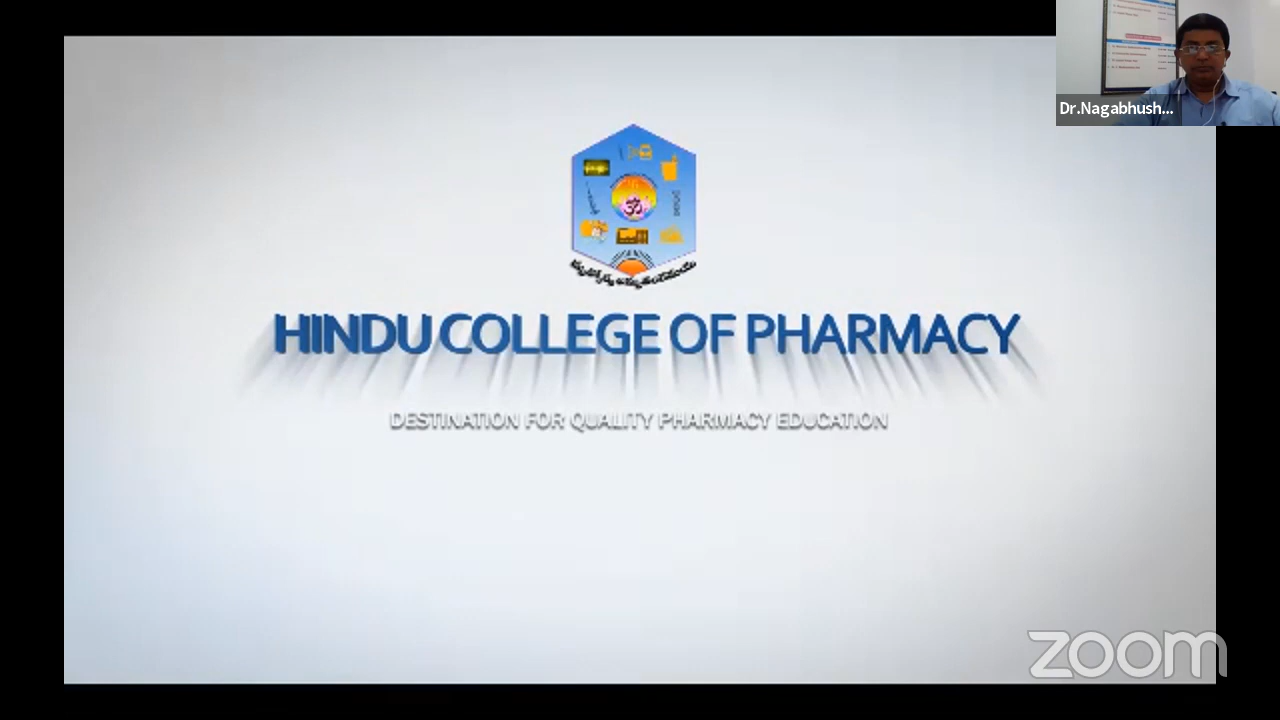 Dr.Nagabhush...
HINDU COLLEGE OF PHARMACY
DESTINATION FOR QUALITY PHARMACY EDUCATION
zoom